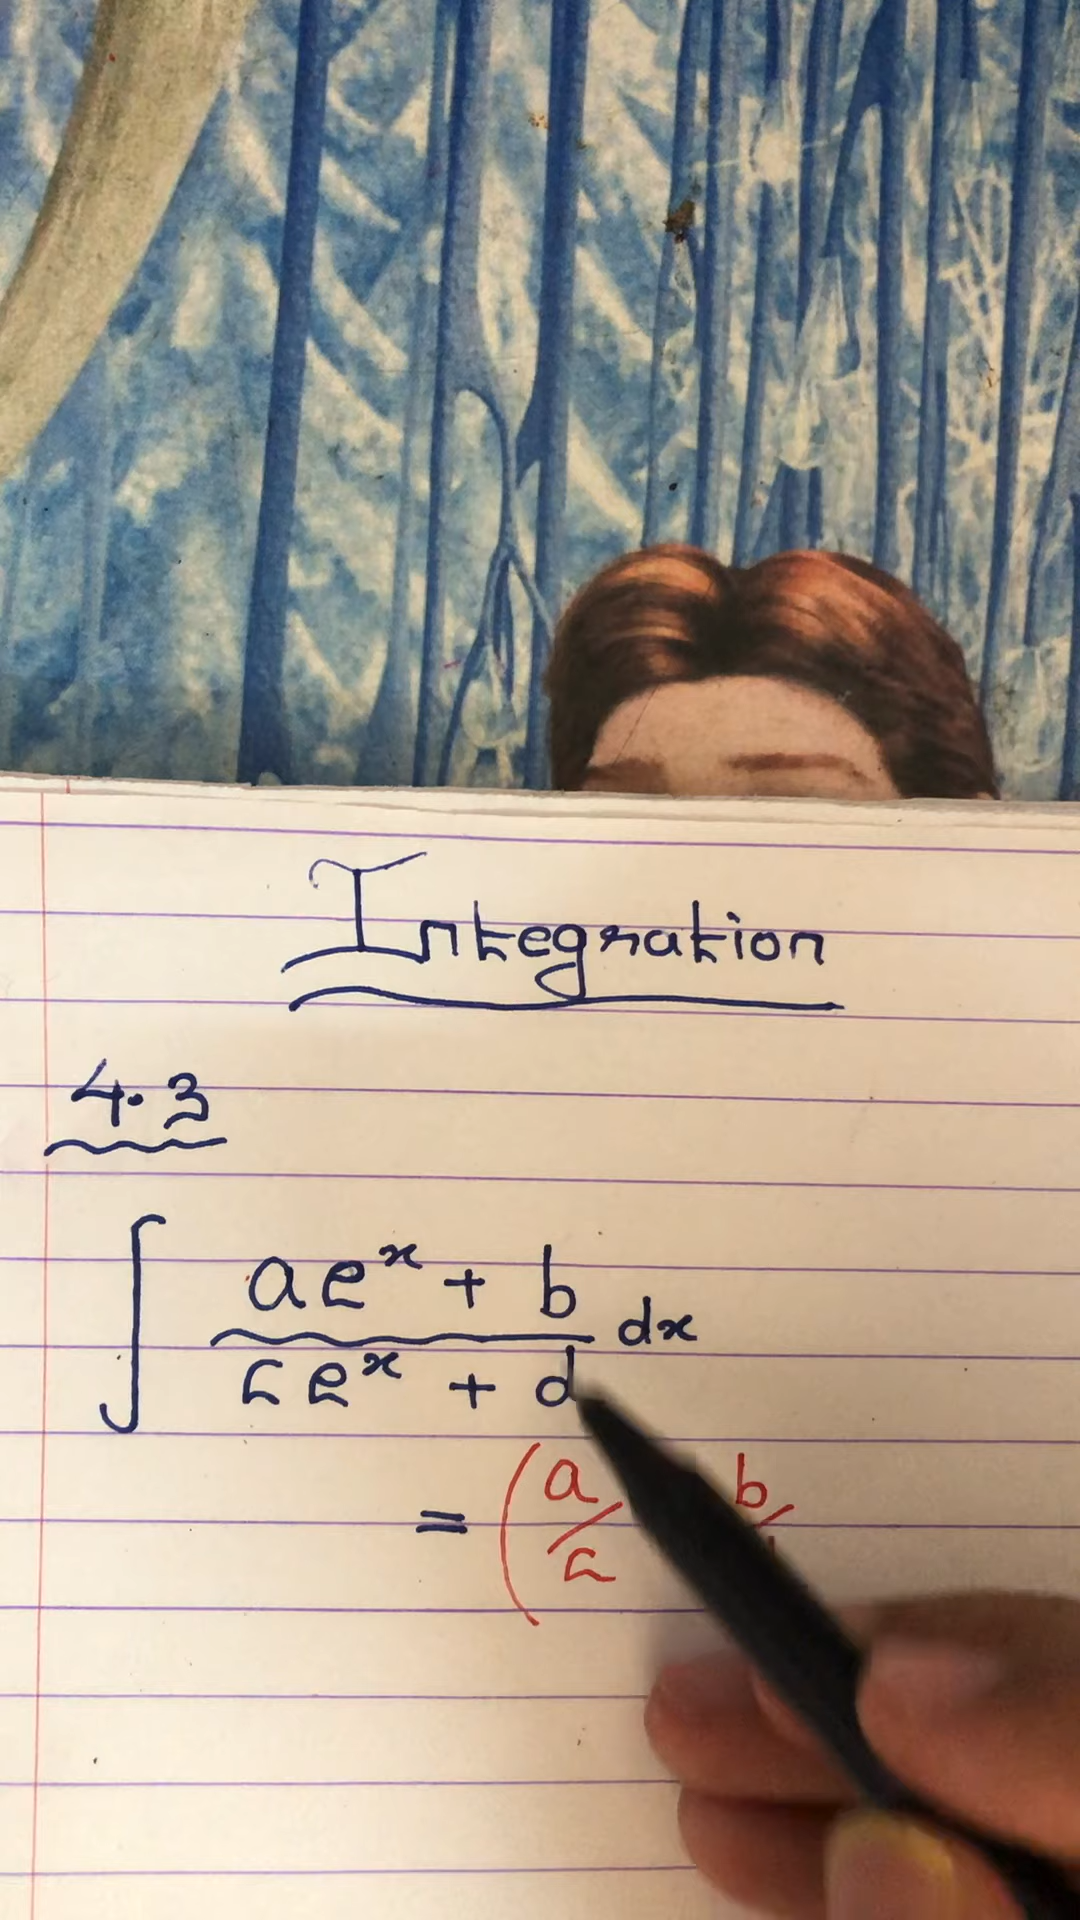 Integration
4.3
∫ (ae^x + b)/(ce^x + d) dx
= (a/c b/